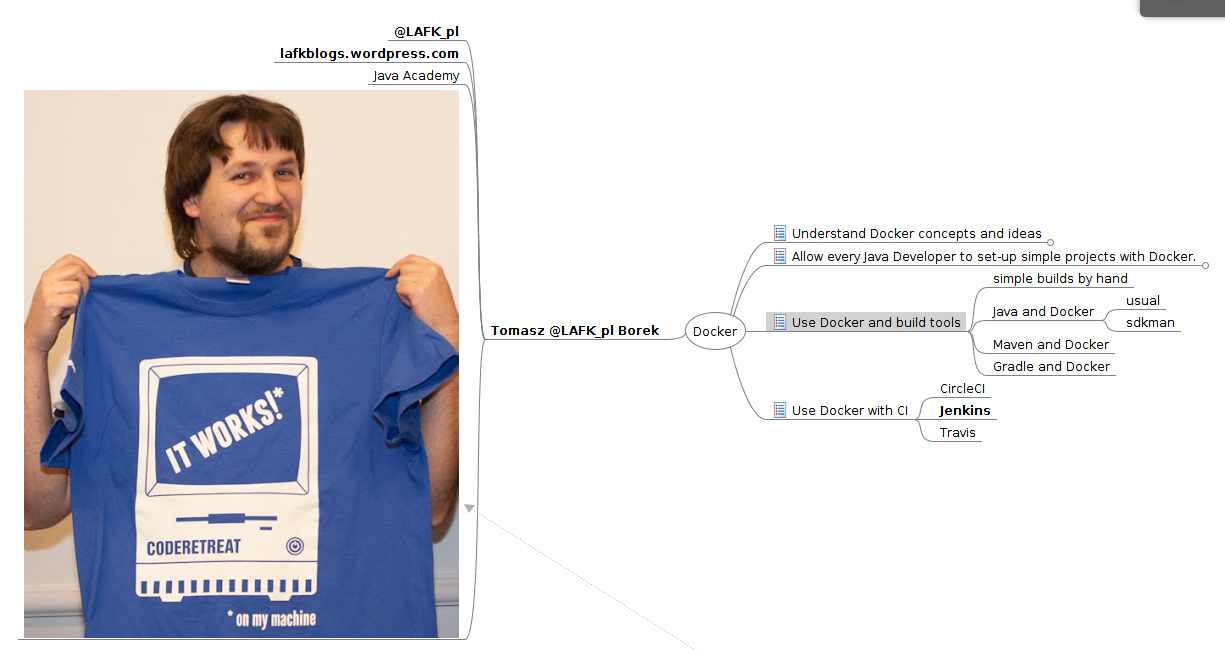 @LAFK_pl
lafkblogs.wordpress.com
Java Academy
IT WORKS!*
CODERETREAT
* on my machine
Tomasz @LAFK_pl Borek
Docker
Understand Docker concepts and ideas
Allow every Java Developer to set-up simple projects with Docker.
Use Docker and build tools
simple builds by hand
Java and Docker
usual
sdkman
Maven and Docker
Gradle and Docker
Use Docker with CI
CircleCI
Jenkins
Travis